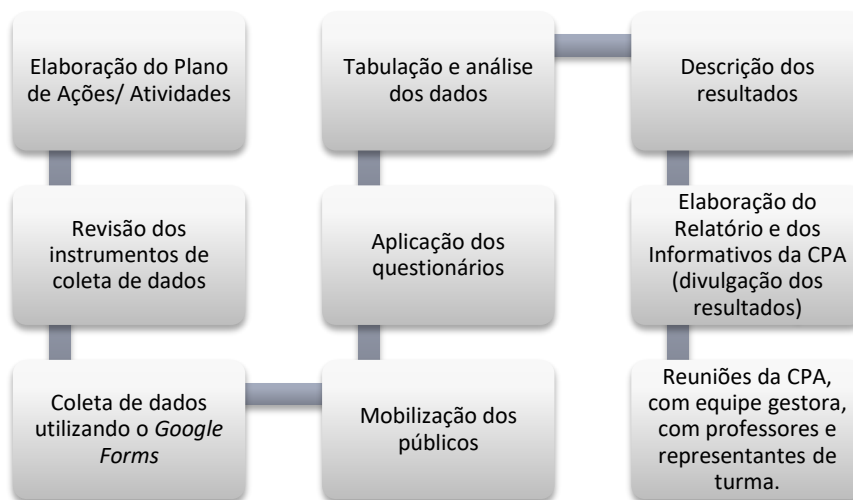 Elaboração do Plano
de Ações/ Atividades
Revisão dos
instrumentos de
coleta de dados
Coleta de dados
utilizando o Google
Forms
Mobilização dos
públicos
Aplicação dos
questionários
Tabulação e análise
dos dados
Descrição dos
resultados
Elaboração do
Relatório e dos
Informativos da CPA
(divulgação dos
resultados)
Reuniões da CPA,
com equipe gestora,
com professores e
representantes de
turma.